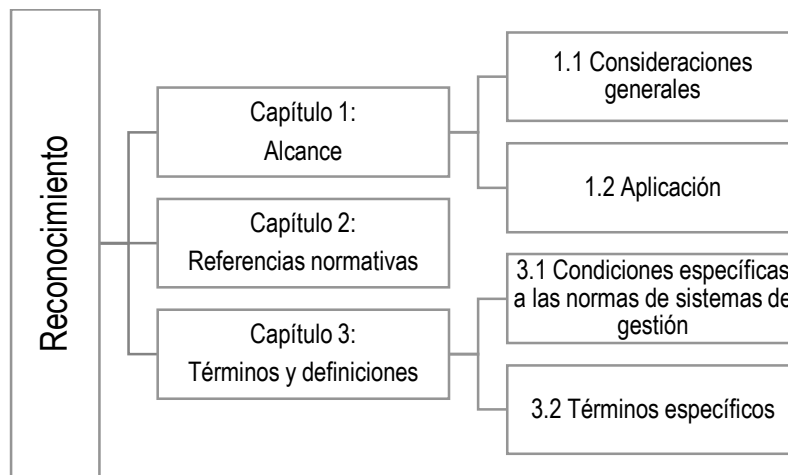 Reconocimiento
Capítulo 1:
Alcance
1.1 Consideraciones
generales
1.2 Aplicación
Capítulo 2:
Referencias normativas
Capítulo 3:
Términos y definiciones
3.1 Condiciones específicas
a las normas de sistemas de
gestión
3.2 Términos específicos